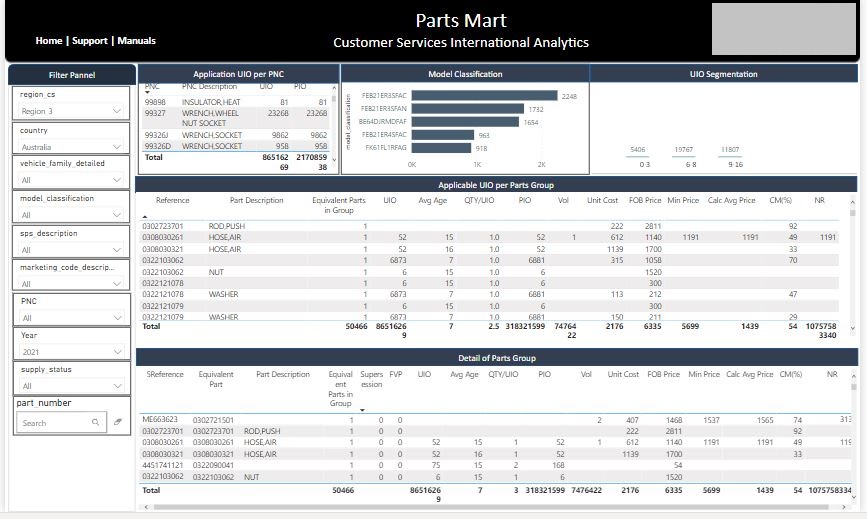 Parts Mart
Home | Support | Manuals
Customer Services International Analytics
Filter Pannel
region_cs
Region 3
country
Australia
vehicle_family_detailed
All
model_classification
All
sps_description
All
marketing_code_descrip...
All
PNC
All
Year
2021
supply_status
All
part_number
Search
Application UIO per PNC
PNC PNC Description UIO PIO
99898 INSULATOR,HEAT 81 81
99327 WRENCH,WHEEL NUT SOCKET 23268 23268
99326J WRENCH,SOCKET 9862 9862
99326D WRENCH,SOCKET 958 958
Total 86516269 217085938
Model Classification
model_classification
FEB21ER3SFAC 2248
FEB21ER3SFAN 1732
BE64DJRMDFAF 1654
FEB21ER4SFAC 963
FK61FL1RFAG 918
0K 1K 2K
UIO Segmentation
5406 19767 11807
0-3 6-8 9-16
Applicable UIO per Parts Group
Reference Part Description Equivalent Parts in Group UIO Avg Age QTY/UIO PIO Vol Unit Cost FOB Price Min Price Calc Avg Price CM(%) NR
0302723701 ROD,PUSH 1 222 2811 92
0308030261 HOSE,AIR 1 52 15 1.0 52 1 612 1140 1191 1191 49 1191
0308030321 HOSE,AIR 1 52 16 1.0 52 1139 1700 33
0322103062 1 6873 7 1.0 6881 315 1058 70
0322103062 NUT 1 6 15 1.0 6 1520
0322121078 1 6 15 1.0 6 300
0322121078 WASHER 1 6873 7 1.0 6881 113 212 47
0322121079 1 6 15 1.0 6 300
0322121079 WASHER 1 6873 7 1.0 6881 150 211 29
Total 50466 86516269 7 2.5 318321599 7476422 2176 6335 5699 1439 54 10757583340
Detail of Parts Group
SReference Equivalent Part Part Description Equivalent Parts in Group Supersession FVP UIO Avg Age QTY/UIO PIO Vol Unit Cost FOB Price Min Price Calc Avg Price CM(%) NR
ME663623 0302721501 1 0 0 2 407 1468 1537 1565 74 313
0302723701 0302723701 ROD,PUSH 1 0 0 222 2811 92
0308030261 0308030261 HOSE,AIR 1 0 0 52 15 1 52 1 612 1140 1191 1191 49 119
0308030321 0308030321 HOSE,AIR 1 0 0 52 16 1 52 1139 1700 33
4451741121 0322090041 1 0 0 75 15 2 168 54
0322103062 0322103062 NUT 1 0 0 6 15 1 6 1520
Total 50466 86516269 7 3 318321599 7476422 2176 6335 5699 1439 54 1075758334